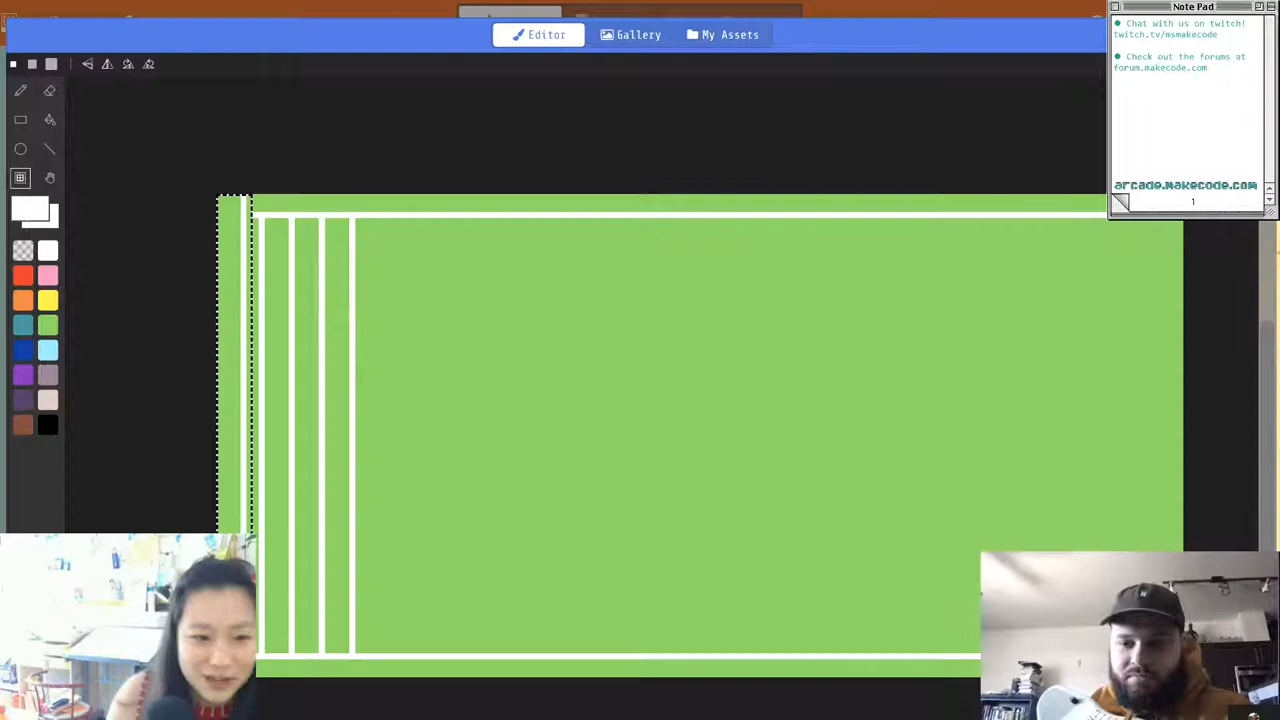 Editor
Gallery
My Assets
Note Pad
Chat with us on twitch!
twitch.tv/msmakecode
Check out the forums at
forum.makecode.com
arcade.makecode.com
1
N